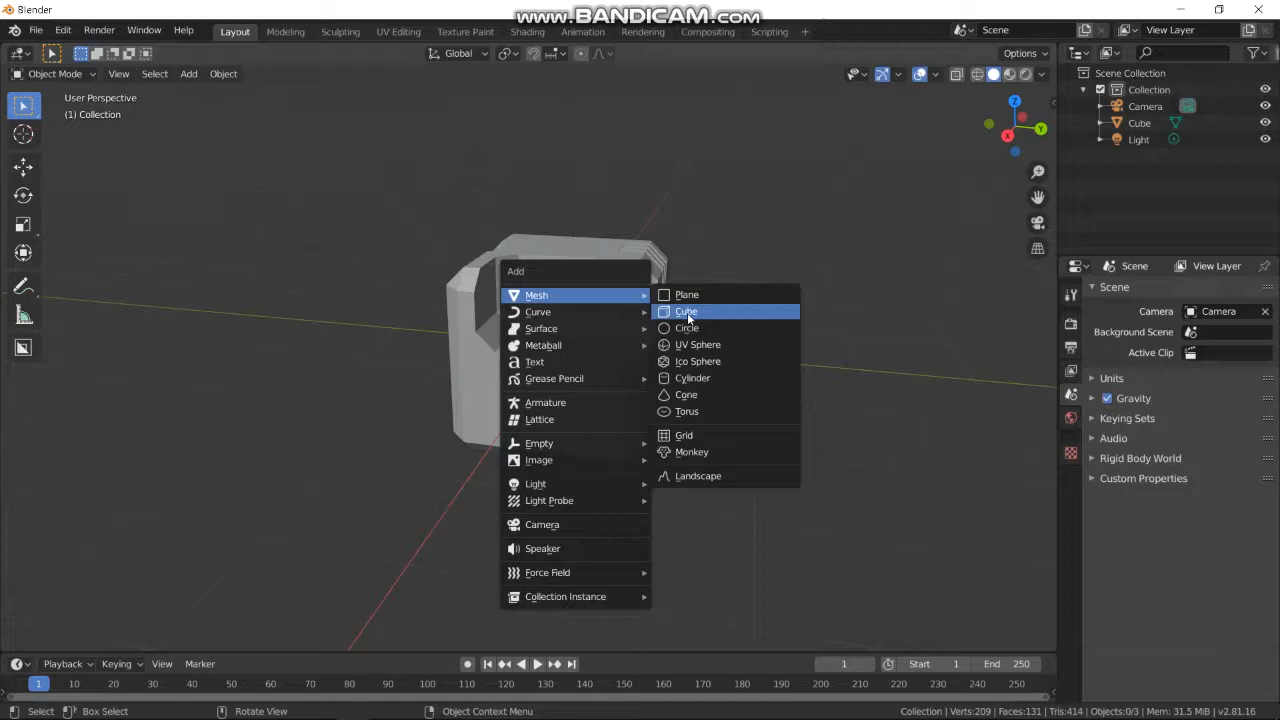 Blender
www.BANDICAM.com
File Edit Render Window Help
Layout Modeling Sculpting UV Editing Texture Paint Shading Animation Rendering Compositing Scripting +
Scene
View Layer
Global
Options
Object Mode View Select Add Object
User Perspective
(1) Collection
Z
Y
X
Scene Collection
Collection
Camera
Cube
Light
Scene View Layer
Scene
Camera Camera
Background Scene
Active Clip
Units
Gravity
Keying Sets
Audio
Rigid Body World
Custom Properties
Add
Mesh
Curve
Surface
Metaball
Text
Grease Pencil
Armature
Lattice
Empty
Image
Light
Light Probe
Camera
Speaker
Force Field
Collection Instance
Plane
Cube
Circle
UV Sphere
Ico Sphere
Cylinder
Cone
Torus
Grid
Monkey
Landscape
Playback Keying View Marker
1 Start 1 End 250
1 10 20 30 40 50 60 70 80 90 100 110 120 130 140 150 160 170 180 190 200 210 220 230 240 250
Select Box Select Rotate View Object Context Menu
Collection | Verts:209 | Faces:131 | Tris:414 | Objects:0/3 | Mem: 31.5 MiB | v2.81.16